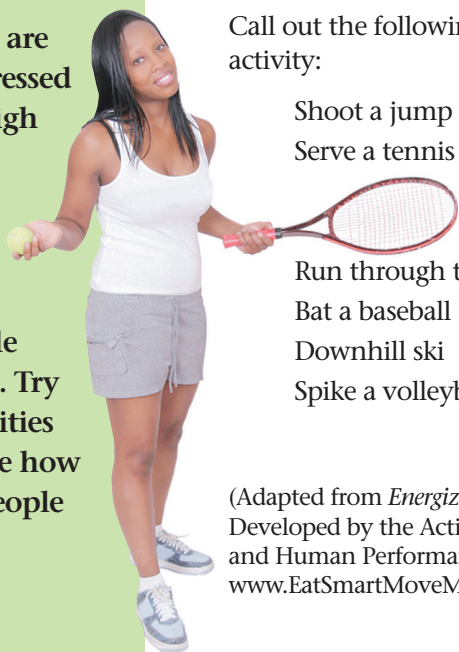 are
ressed
igh
le
. Try
ities
e how
eople
Call out the followin
activity:
Shoot a jump
Serve a tennis
Run through t
Bat a baseball
Downhill ski
Spike a volleyb
(Adapted from Energiz
Developed by the Acti
and Human Performa
www.EatSmartMoveM